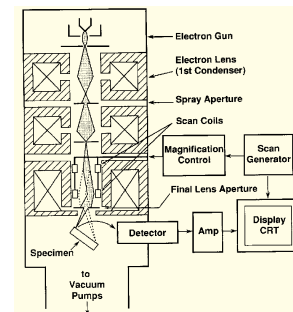 Electron Gun
Electron Lens
(1st Condenser)
Spray Aperture
Scan Coils
Magnification
Control
Scan
Generator
Final Lens Aperture
Detector
Amp
Display
CRT
Specimen
to
Vacuum
Pumps